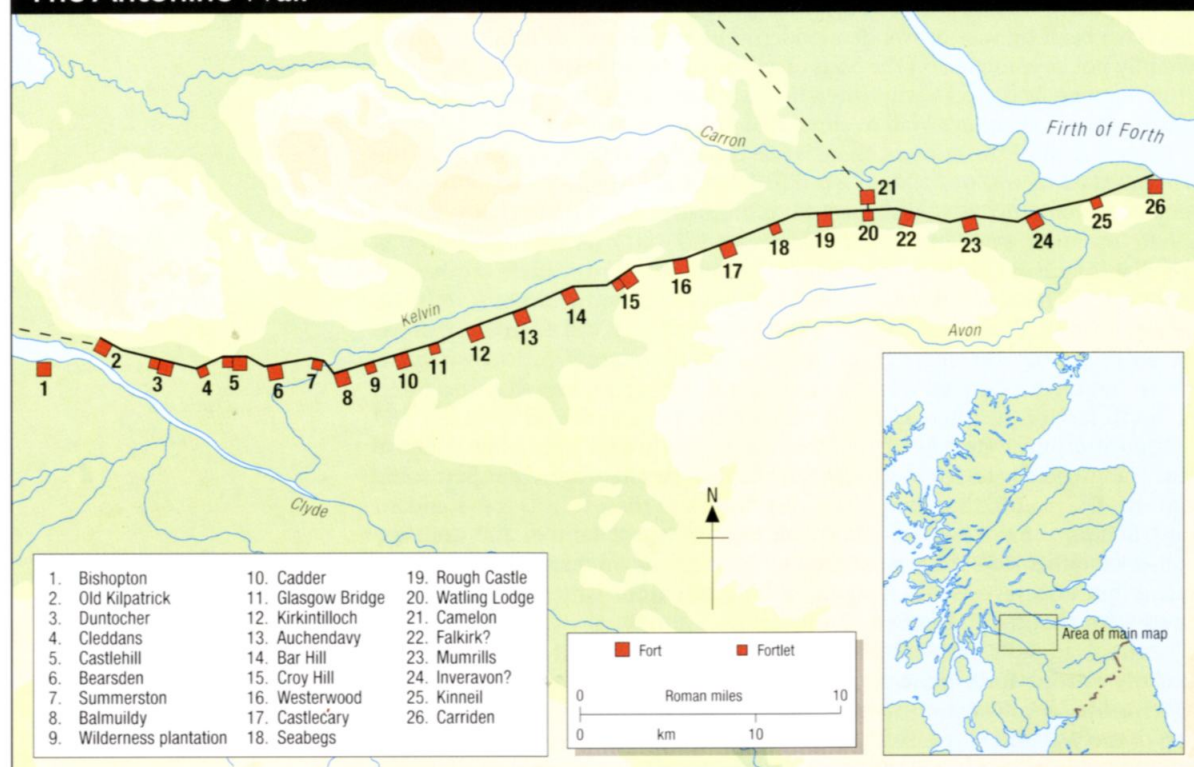 Carron
Firth of Forth
21
26
25
20
22
19
24
23
18
17
16
15
Kelvin
14
Avon
13
2
12
11
1
3
4
5
6
7
8
9
10
N
Clyde
1. Bishopton
2. Old Kilpatrick
3. Duntocher
4. Cleddans
5. Castlehill
6. Bearsden
7. Summerston
8. Balmuildy
9. Wilderness plantation
10. Cadder
11. Glasgow Bridge
12. Kirkintilloch
13. Auchendavy
14. Bar Hill
15. Croy Hill
16. Westerwood
17. Castlecary
18. Seabegs
19. Rough Castle
20. Watling Lodge
21. Camelon
22. Falkirk?
23. Mumrills
24. Inveravon?
25. Kinneil
26. Carriden
Fort
Fortlet
0 Roman miles 10
0 km 10
Area of main map